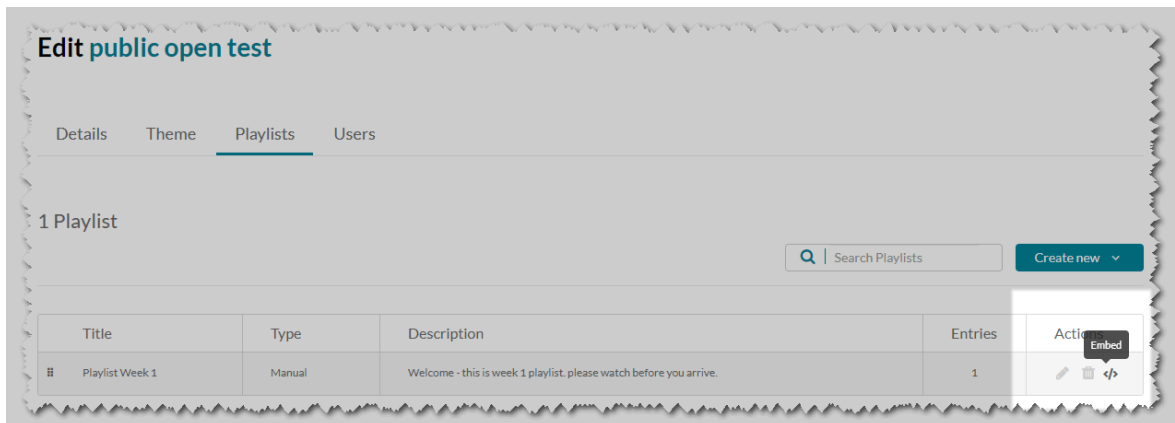 Edit public open test
Details Theme Playlists Users
1 Playlist
Search Playlists Create new
Title Type Description Entries Actions
Embed
Playlist Week 1 Manual Welcome - this is week 1 playlist. please watch before you arrive. 1